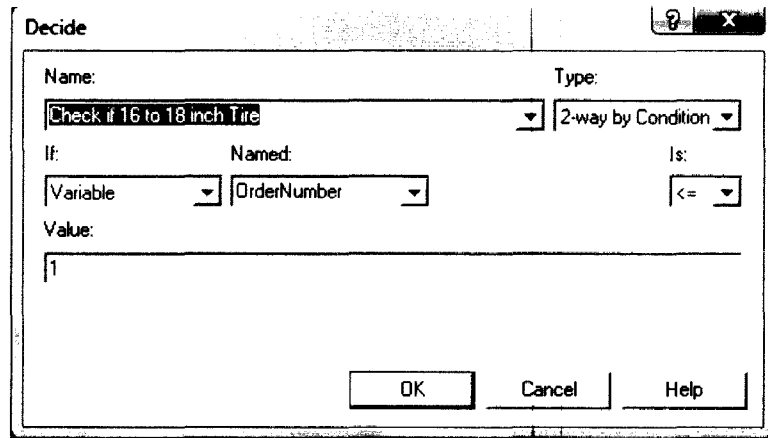 Decide
Name: Type:
Check if 16 to 18 inch Tire 2-way by Condition
If: Named: Is:
Variable OrderNumber <=
Value:
1
OK Cancel Help